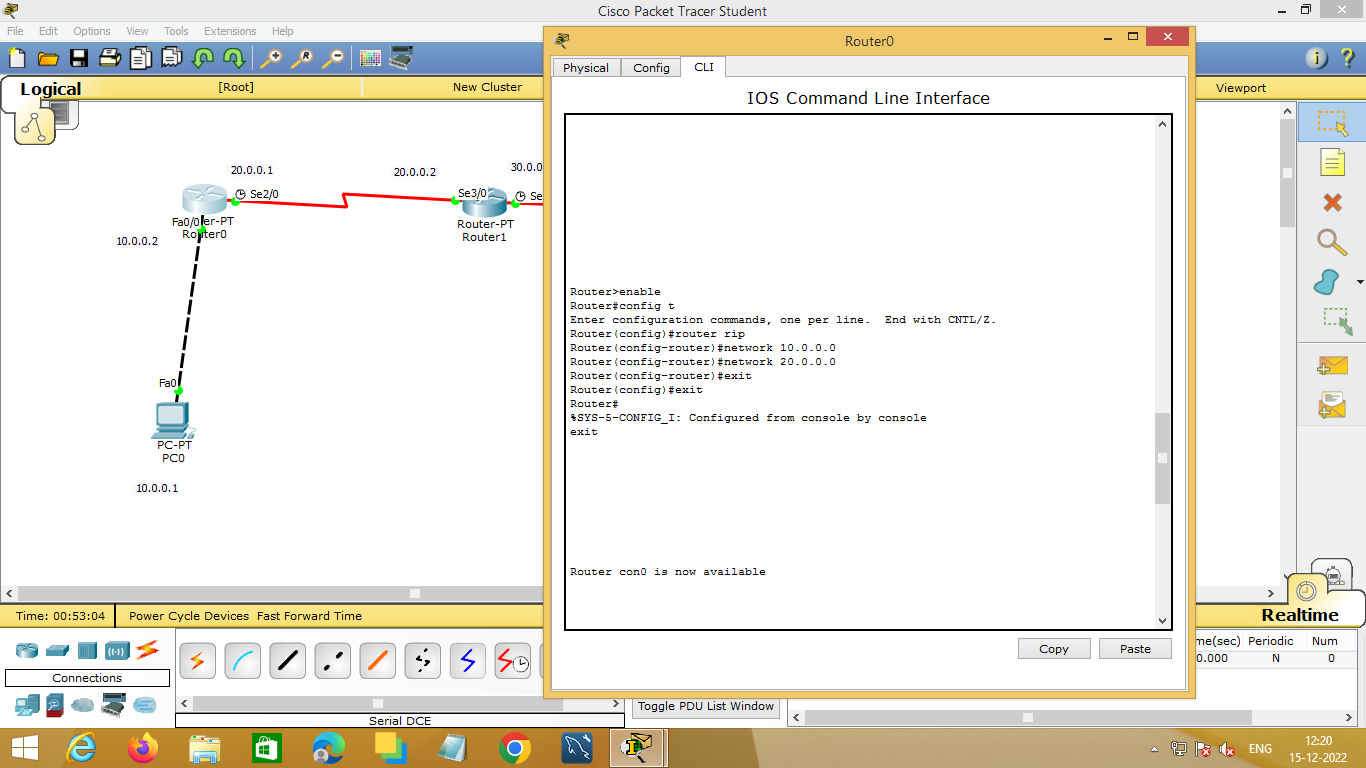 Cisco Packet Tracer Student
File Edit Options View Tools Extensions Help
Logical
[Root]
New Cluster
Viewport
20.0.0.1
20.0.0.2
30.0.0
Se2/0
Se3/0
Se
Fa0/0
er-PT
Router0
Router-PT
Router1
10.0.0.2
Fa0
PC-PT
PC0
10.0.0.1
Router0
Physical Config CLI
IOS Command Line Interface
Router>enable
Router#config t
Enter configuration commands, one per line.  End with CNTL/Z.
Router(config)#router rip
Router(config-router)#network 10.0.0.0
Router(config-router)#network 20.0.0.0
Router(config-router)#exit
Router(config)#exit
Router#
%SYS-5-CONFIG_I: Configured from console by console
exit
Router con0 is now available
Copy Paste
Time: 00:53:04 Power Cycle Devices Fast Forward Time
Realtime
Connections
Serial DCE
Toggle PDU List Window
me(sec) Periodic Num
0.000 N 0
ENG
12:20
15-12-2022